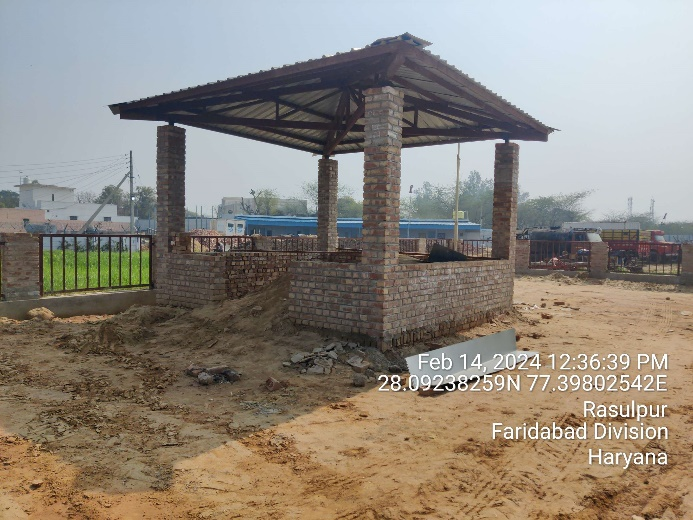 Feb 14, 2024 12:36:39 PM
28.09238259N 77.39802542E
Rasulpur
Faridabad Division
Haryana